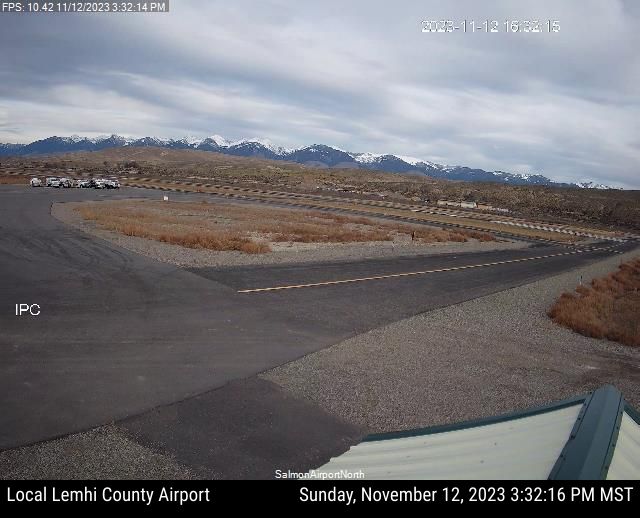 FPS: 10.42 11/12/2023 3:32:14 PM
2023-11-12 16:32:15
IPC
SalmonAirportNorth
Local Lemhi County Airport
Sunday, November 12, 2023 3:32:16 PM MST